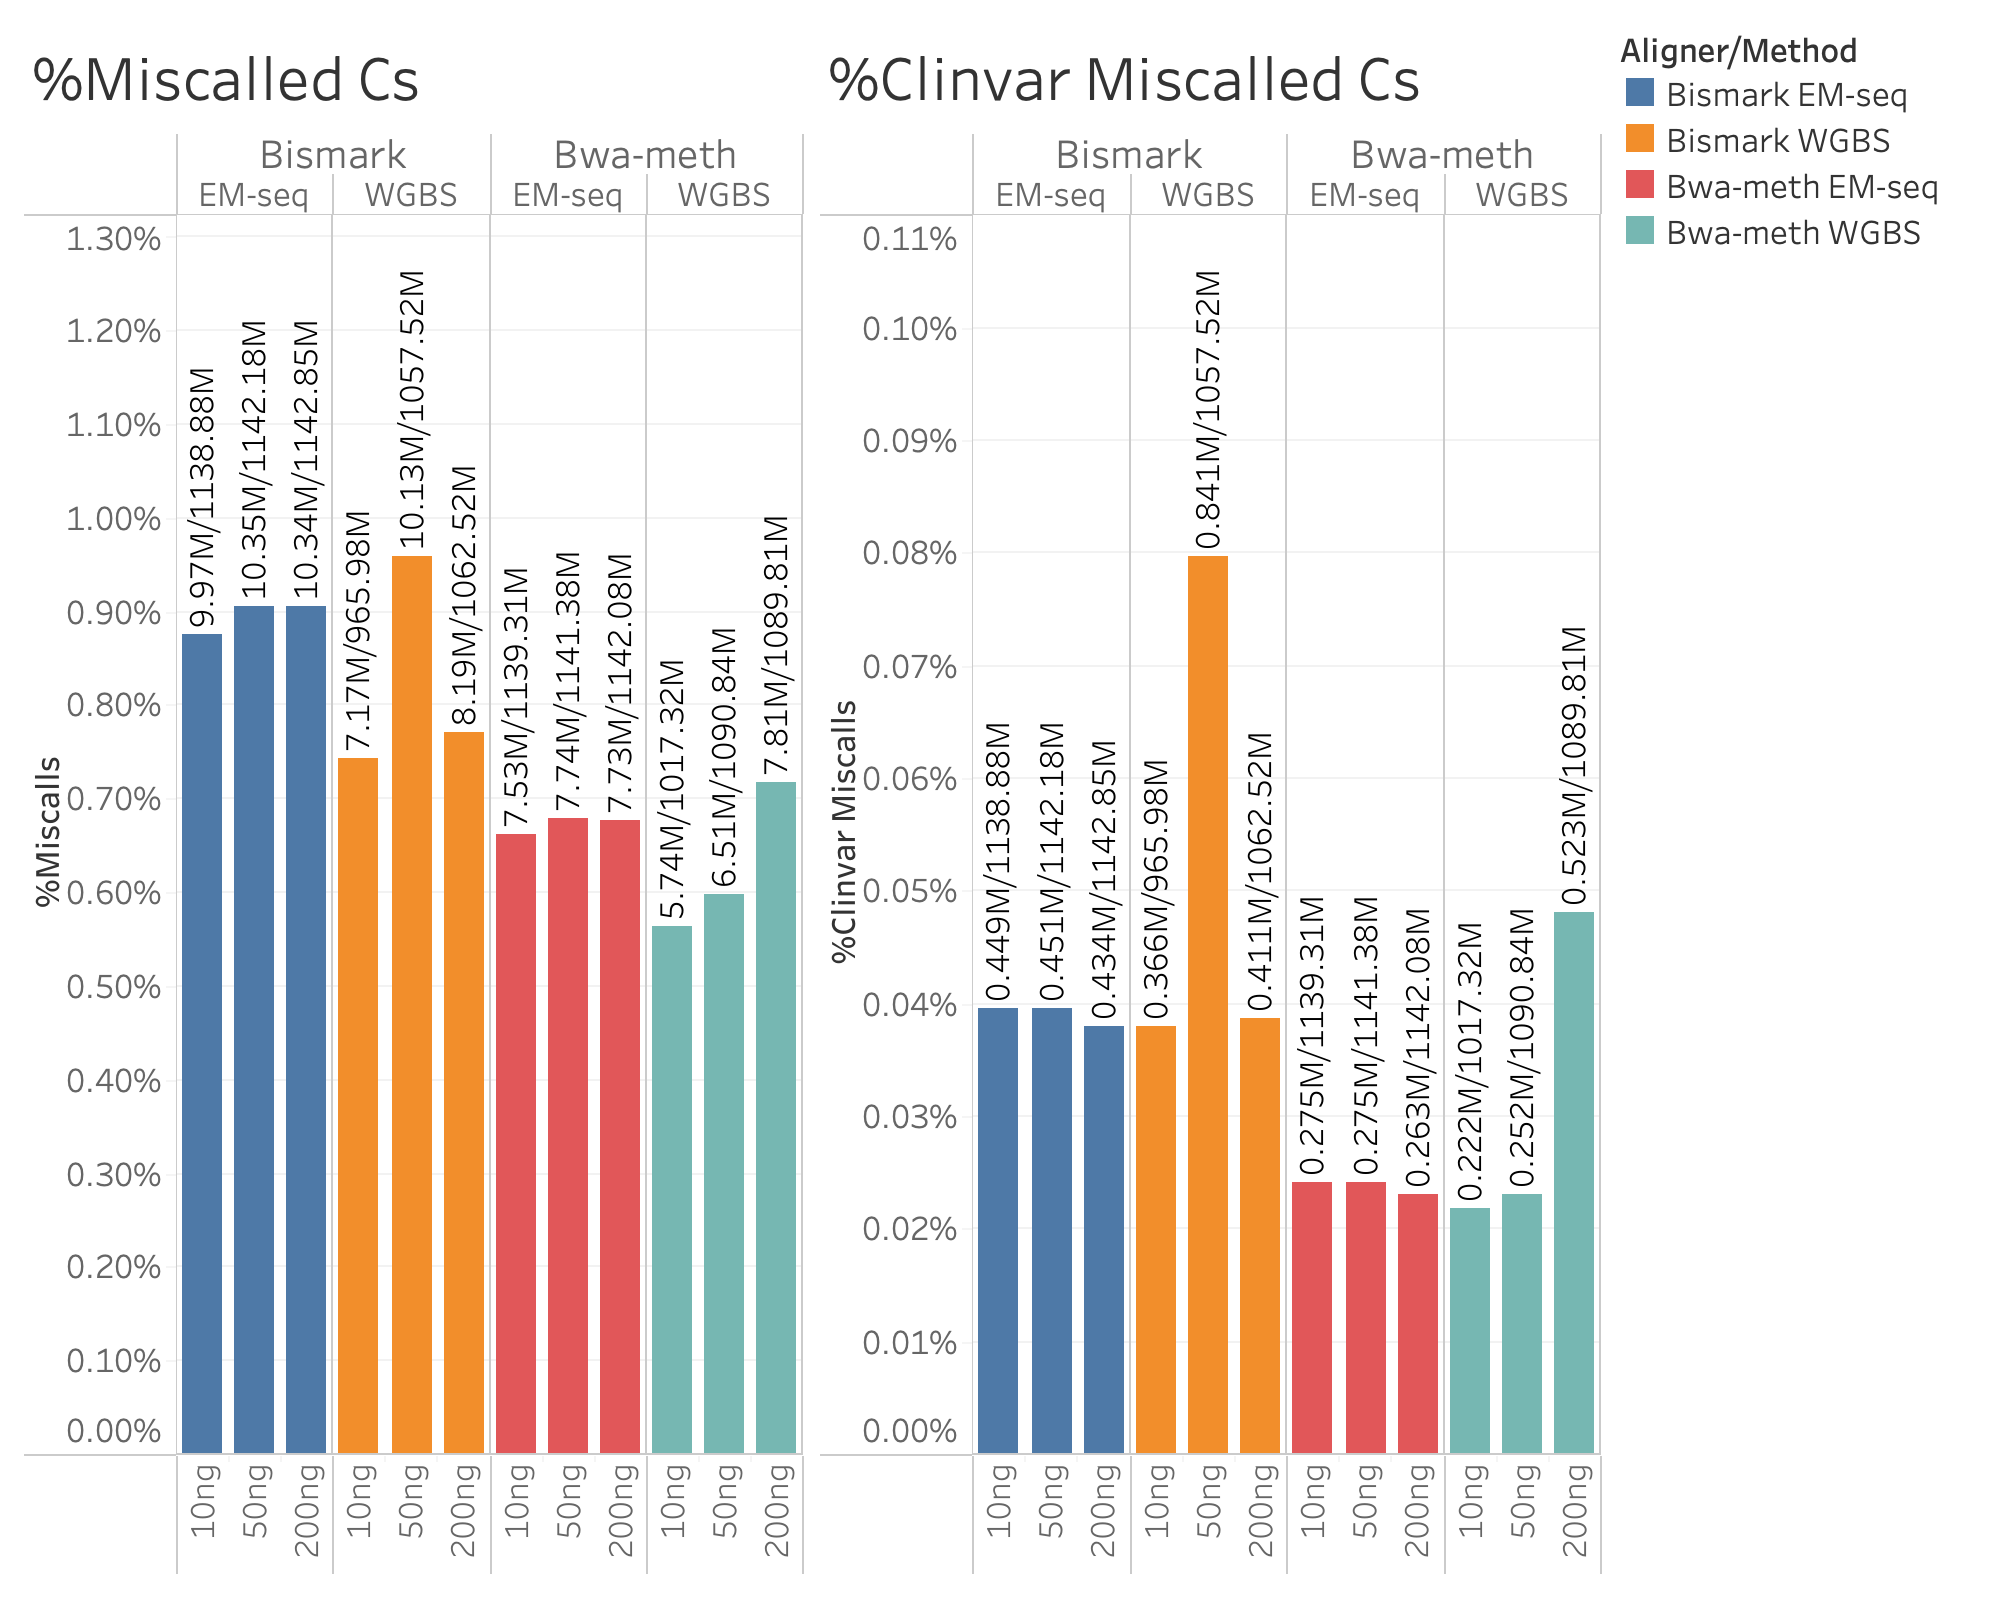 %Miscalled Cs
Bismark
Bwa-meth
EM-seq
WGBS
EM-seq
WGBS
%Miscalls
1.30%
1.20%
1.10%
1.00%
0.90%
0.80%
0.70%
0.60%
0.50%
0.40%
0.30%
0.20%
0.10%
0.00%
9.97M/1138.88M
10.35M/1142.18M
10.34M/1142.85M
7.17M/965.98M
10.13M/1057.52M
8.19M/1062.52M
7.53M/1139.31M
7.74M/1141.38M
7.73M/1142.08M
5.74M/1017.32M
6.51M/1090.84M
7.81M/1089.81M
10ng
50ng
200ng
10ng
50ng
200ng
10ng
50ng
200ng
10ng
50ng
200ng
%Clinvar Miscalled Cs
Bismark
Bwa-meth
EM-seq
WGBS
EM-seq
WGBS
%Clinvar Miscalls
0.11%
0.10%
0.09%
0.08%
0.07%
0.06%
0.05%
0.04%
0.03%
0.02%
0.01%
0.00%
0.449M/1138.88M
0.451M/1142.18M
0.434M/1142.85M
0.366M/965.98M
0.841M/1057.52M
0.411M/1062.52M
0.275M/1139.31M
0.275M/1141.38M
0.263M/1142.08M
0.222M/1017.32M
0.252M/1090.84M
0.523M/1089.81M
10ng
50ng
200ng
10ng
50ng
200ng
10ng
50ng
200ng
10ng
50ng
200ng
Aligner/Method
Bismark EM-seq
Bismark WGBS
Bwa-meth EM-seq
Bwa-meth WGBS